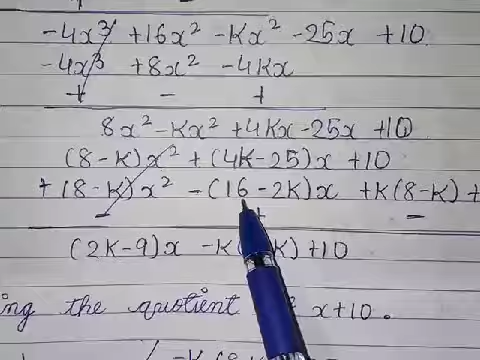 -4x³ +16x² -Kx² -25x +10
-4x³ +8x² -4Kx
+ - +
8x² -Kx² +4Kx -25x +10
(8-K)x² +(4K-25)x +10
+(8-K)x² -(16-2K)x +K(8-K) +
- + -
(2K-9)x -K( K) +10
ing the quotient x+10.